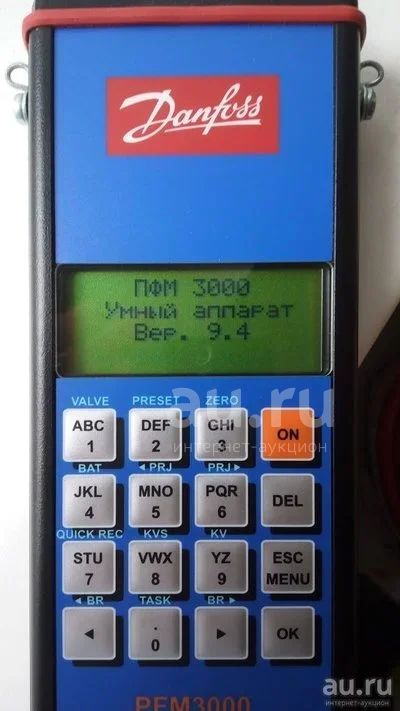 Danfoss
ПФМ 3000
Умный аппарат
Вер. 9.4
au.ru
интернет-аукцион
VALVE PRESET ZERO
ABC 1 DEF 2 GHI 3 ON
BAT ◄PRJ PRJ►
JKL 4 MNO 5 PQR 6 DEL
QUICK REC KVS KV
STU 7 VWX 8 YZ 9 ESC MENU
◄BR TASK BR►
◄ . 0 ► OK
PFM3000
au.ru
интернет-аукцион